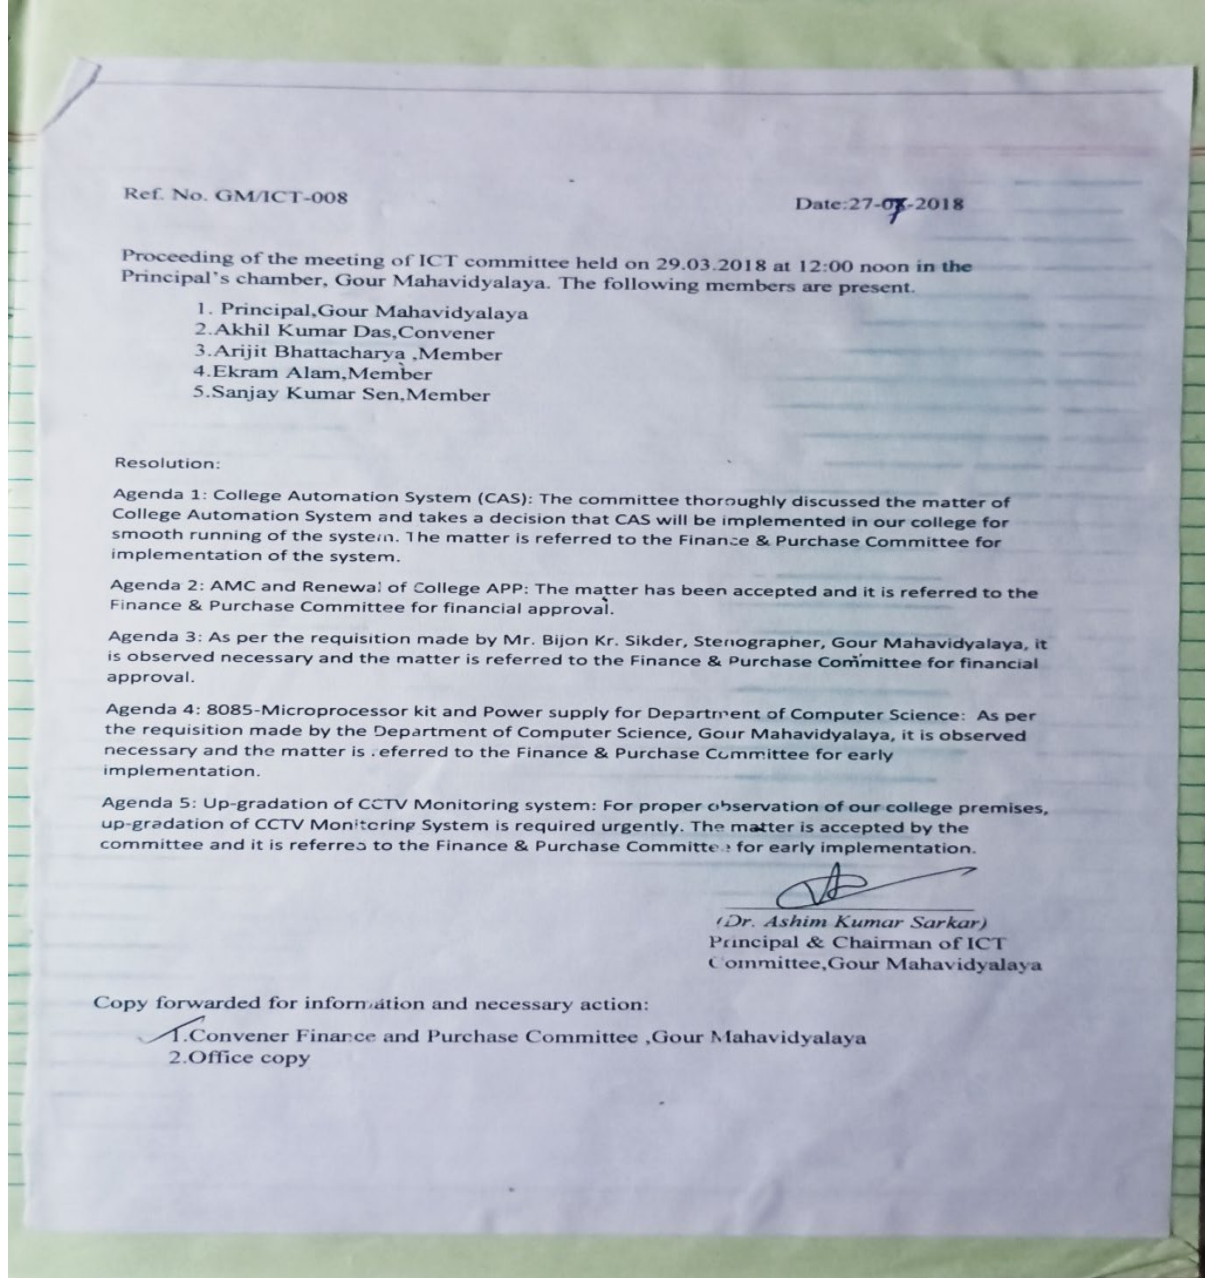 Ref. No. GM/ICT-008
Date:27-07-2018
Proceeding of the meeting of ICT committee held on 29.03.2018 at 12:00 noon in the
Principal's chamber, Gour Mahavidyalaya. The following members are present.
1. Principal,Gour Mahavidyalaya
2.Akhil Kumar Das,Convener
3.Arijit Bhattacharya ,Member
4.Ekram Alam,Member
5.Sanjay Kumar Sen,Member
Resolution:
Agenda 1: College Automation System (CAS): The committee thoroughly discussed the matter of
College Automation System and takes a decision that CAS will be implemented in our college for
smooth running of the system. The matter is referred to the Finance & Purchase Committee for
implementation of the system.
Agenda 2: AMC and Renewal of College APP: The matter has been accepted and it is referred to the
Finance & Purchase Committee for financial approval.
Agenda 3: As per the requisition made by Mr. Bijon Kr. Sikder, Stenographer, Gour Mahavidyalaya, it
is observed necessary and the matter is referred to the Finance & Purchase Committee for financial
approval.
Agenda 4: 8085-Microprocessor kit and Power supply for Department of Computer Science: As per
the requisition made by the Department of Computer Science, Gour Mahavidyalaya, it is observed
necessary and the matter is referred to the Finance & Purchase Committee for early
implementation.
Agenda 5: Up-gradation of CCTV Monitoring system: For proper observation of our college premises,
up-gradation of CCTV Monitoring System is required urgently. The matter is accepted by the
committee and it is referred to the Finance & Purchase Committee for early implementation.
(Dr. Ashim Kumar Sarkar)
Principal & Chairman of ICT
Committee,Gour Mahavidyalaya
Copy forwarded for information and necessary action:
1.Convener Finance and Purchase Committee ,Gour Mahavidyalaya
2.Office copy